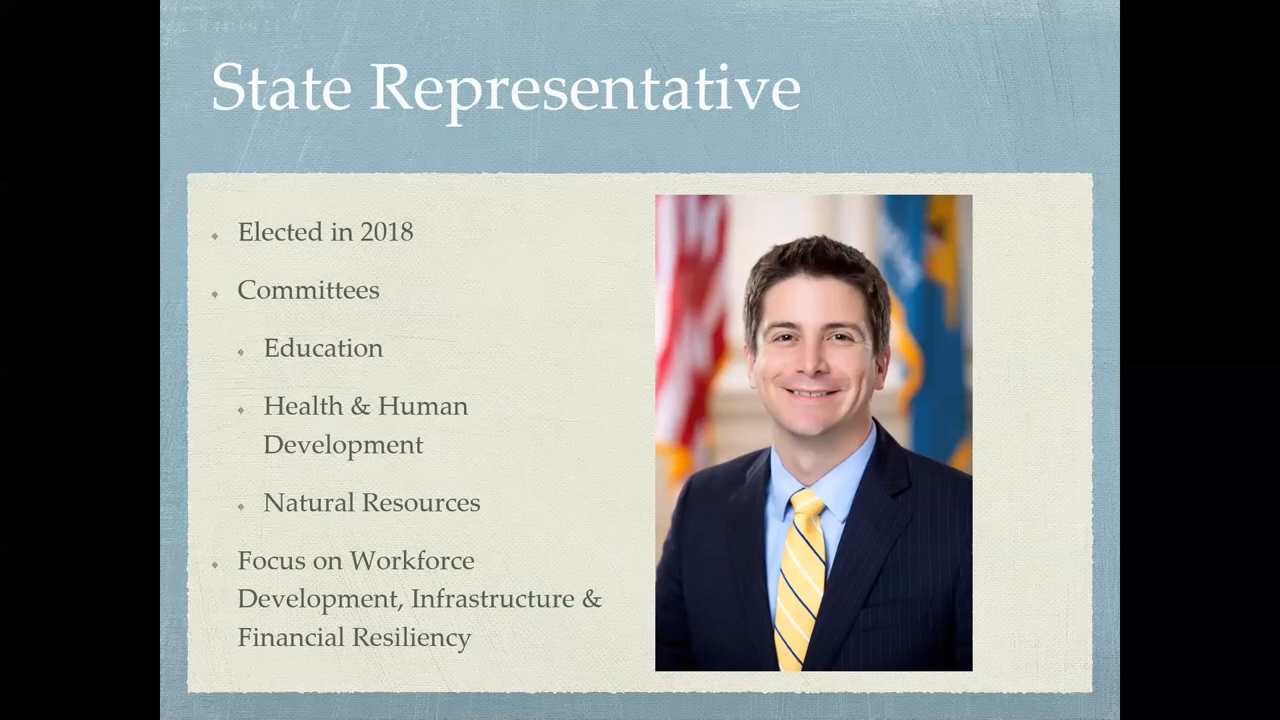 State Representative
Elected in 2018
Committees
Education
Health & Human
Development
Natural Resources
Focus on Workforce
Development, Infrastructure &
Financial Resiliency